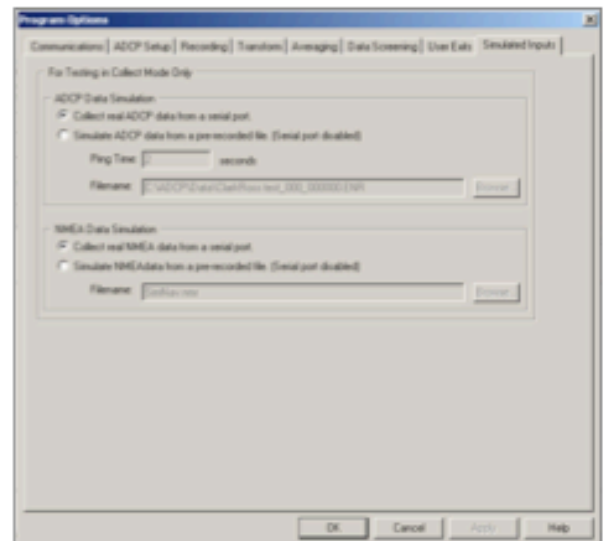 Program Options
Communications ADCP Setup Recording Transform Averaging Data Screening User Exits Simulated Inputs
For Testing in Collect Mode Only
ADCP Data Simulation
Collect real ADCP data from a serial port.
Simulate ADCP data from a pre-recorded file. (Serial port disabled)
Ping Time: 2 seconds
Filename: Browse...
NMEA Data Simulation
Collect real NMEA data from a serial port.
Simulate NMEAdata from a pre-recorded file. (Serial port disabled)
Filename: Browse...
OK Cancel Apply Help